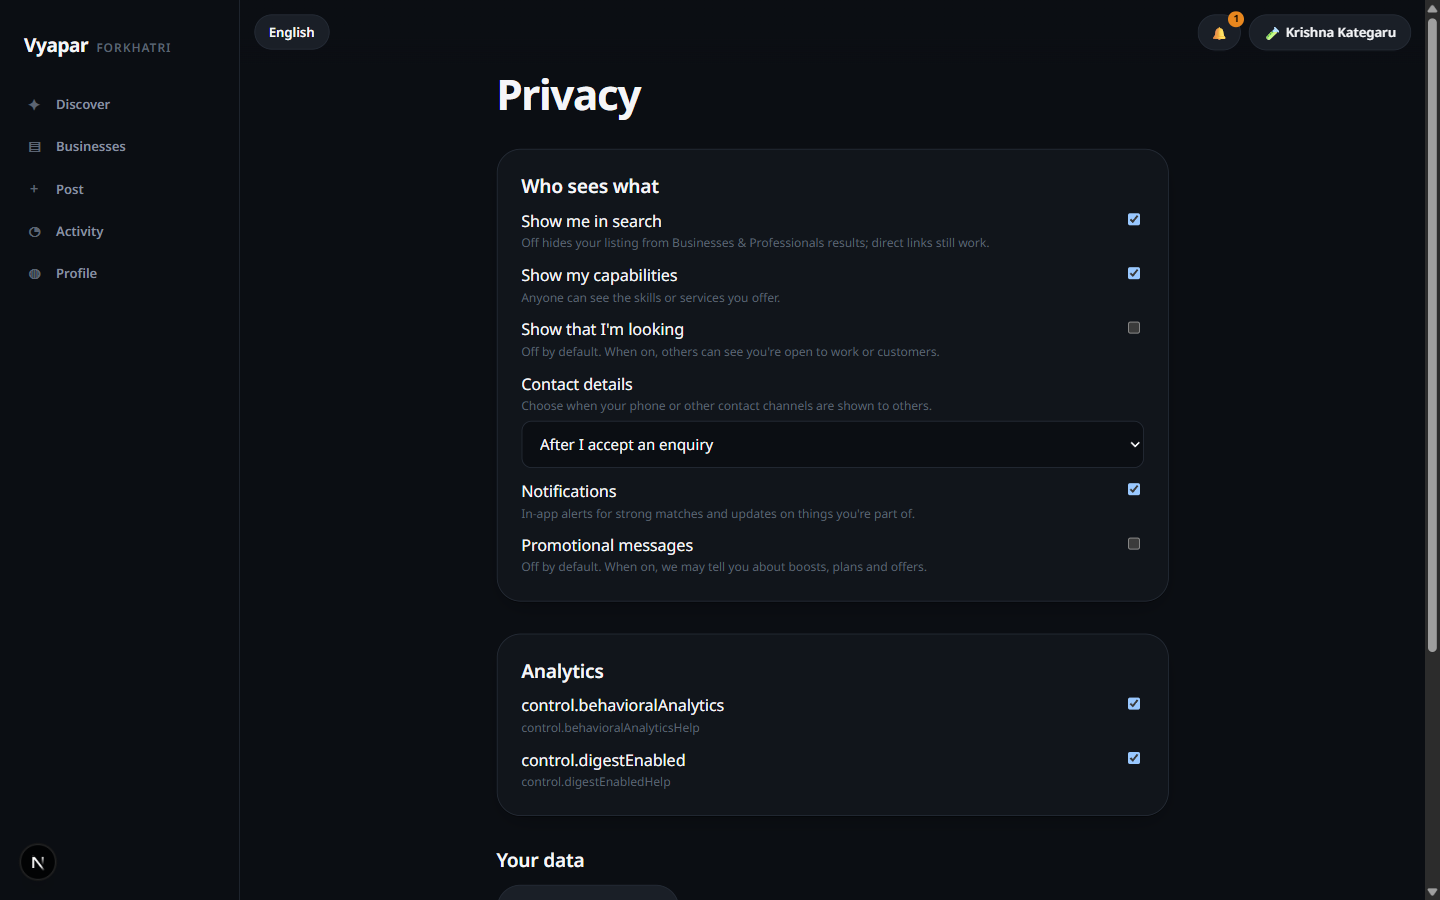 Vyapar FORKHATRI
English
1
Krishna Kategaru
Discover
Businesses
Post
Activity
Profile
Privacy
Who sees what
Show me in search
Off hides your listing from Businesses & Professionals results; direct links still work.
Show my capabilities
Anyone can see the skills or services you offer.
Show that I'm looking
Off by default. When on, others can see you're open to work or customers.
Contact details
Choose when your phone or other contact channels are shown to others.
After I accept an enquiry
Notifications
In-app alerts for strong matches and updates on things you're part of.
Promotional messages
Off by default. When on, we may tell you about boosts, plans and offers.
Analytics
control.behavioralAnalytics
control.behavioralAnalyticsHelp
control.digestEnabled
control.digestEnabledHelp
Your data
N